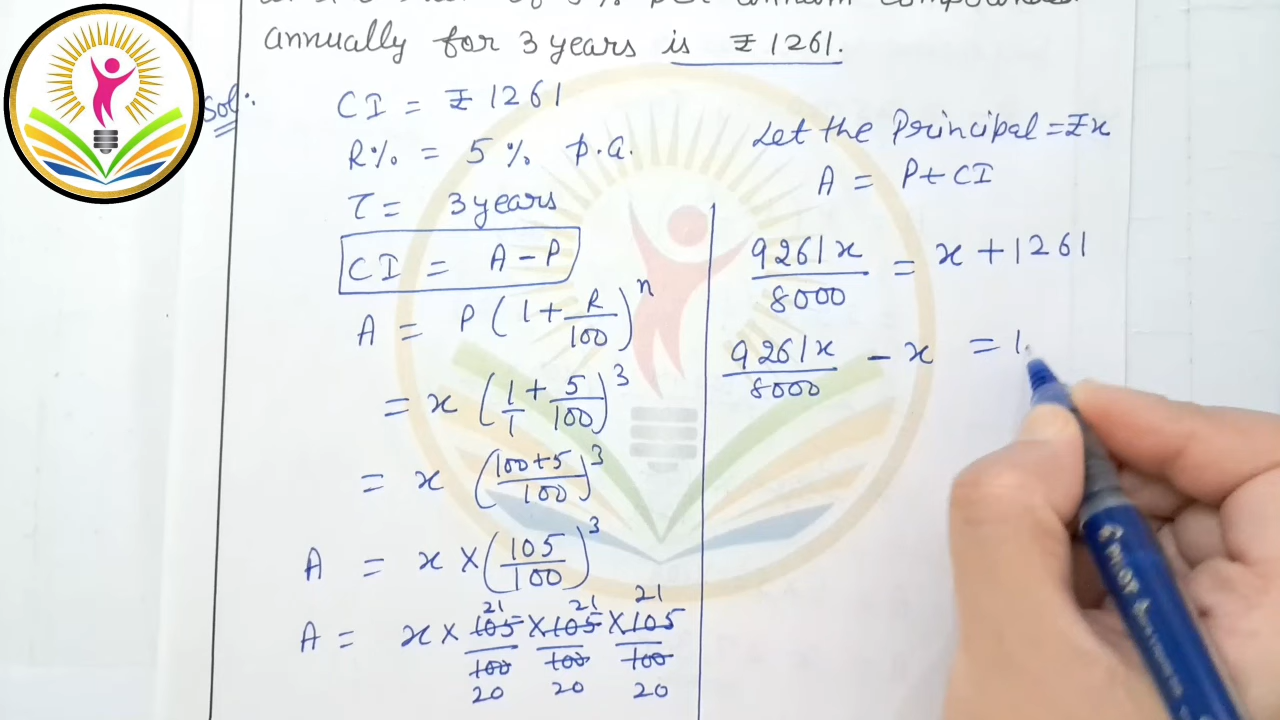 annually for 3 years is ₹ 1261.
Sol:
CI = ₹ 1261
R% = 5 % p.a.
T = 3 years
CI = A - P
A = P ( 1 + R/100 )^n
= x ( 1/1 + 5/100 )^3
= x ( 100+5/100 )^3
A = x × ( 105/100 )^3
A = x × 105/100 × 105/100 × 105/100
21 21 21
20 20 20
Let the Principal = ₹x
A = P + CI
9261x/8000 = x + 1261
9261x/8000 - x = 1
PILOT